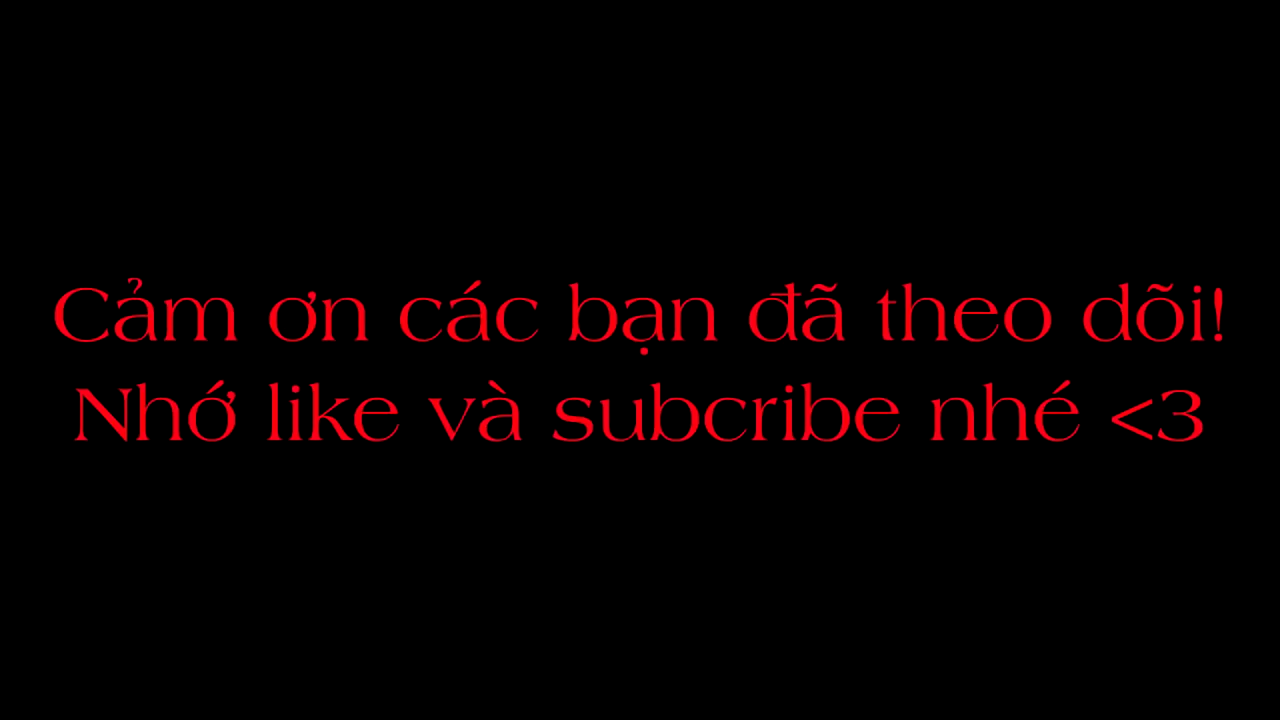 Cảm ơn các bạn đã theo dõi!
Nhớ like và subcribe nhé <3